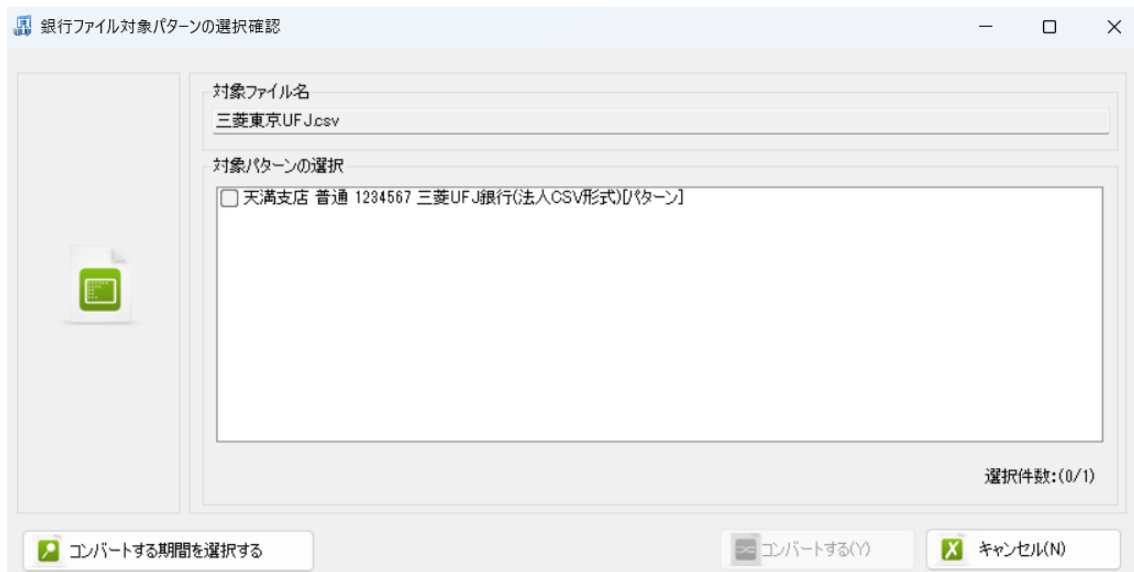 銀行ファイル対象パターンの選択確認
対象ファイル名
三菱東京UFJ.csv
対象パターンの選択
天満支店 普通 1234567 三菱UFJ銀行(法人CSV形式)[パターン]
選択件数:(0/1)
コンバートする期間を選択する
コンバートする(Y)
キャンセル(N)